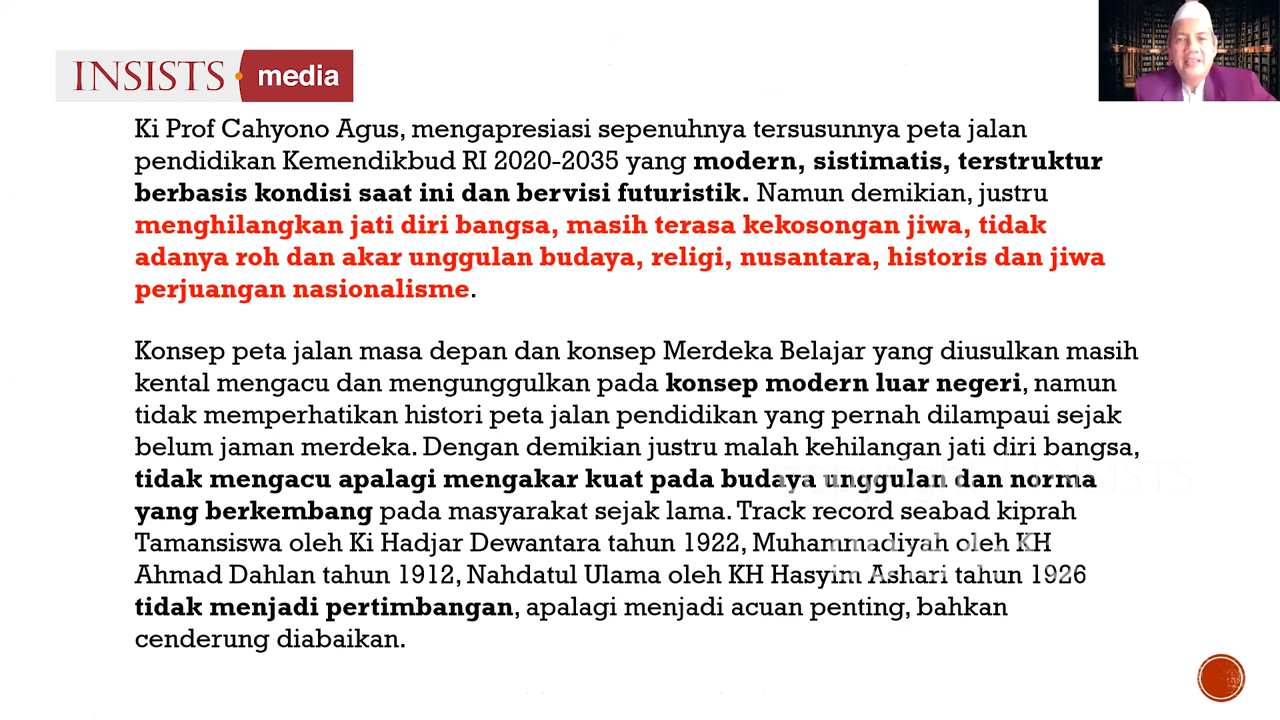 INSISTS media
Ki Prof Cahyono Agus, mengapresiasi sepenuhnya tersusunnya peta jalan
pendidikan Kemendikbud RI 2020-2035 yang modern, sistimatis, terstruktur
berbasis kondisi saat ini dan bervisi futuristik. Namun demikian, justru
menghilangkan jati diri bangsa, masih terasa kekosongan jiwa, tidak
adanya roh dan akar unggulan budaya, religi, nusantara, historis dan jiwa
perjuangan nasionalisme.
Konsep peta jalan masa depan dan konsep Merdeka Belajar yang diusulkan masih
kental mengacu dan mengunggulkan pada konsep modern luar negeri, namun
tidak memperhatikan histori peta jalan pendidikan yang pernah dilampaui sejak
belum jaman merdeka. Dengan demikian justru malah kehilangan jati diri bangsa,
tidak mengacu apalagi mengakar kuat pada budaya unggulan dan norma
yang berkembang pada masyarakat sejak lama. Track record seabad kiprah
Tamansiswa oleh Ki Hadjar Dewantara tahun 1922, Muhammadiyah oleh KH
Ahmad Dahlan tahun 1912, Nahdatul Ulama oleh KH Hasyim Ashari tahun 1926
tidak menjadi pertimbangan, apalagi menjadi acuan penting, bahkan
cenderung diabaikan.